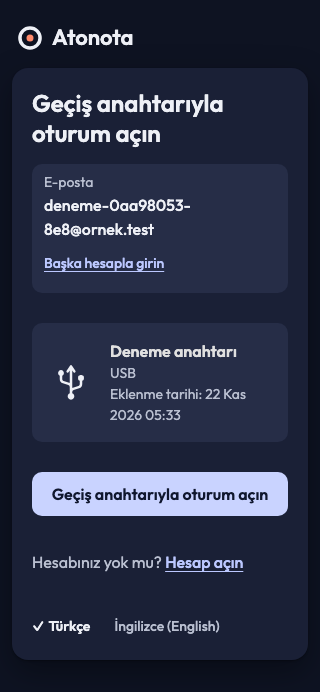 Atonota
Geçiş anahtarıyla
oturum açın
E-posta
deneme-0aa98053-
8e8@ornek.test
Başka hesapla girin
Deneme anahtarı
USB
Eklenme tarihi: 22 Kas
2026 05:33
Geçiş anahtarıyla oturum açın
Hesabınız yok mu? Hesap açın
✓ Türkçe İngilizce (English)